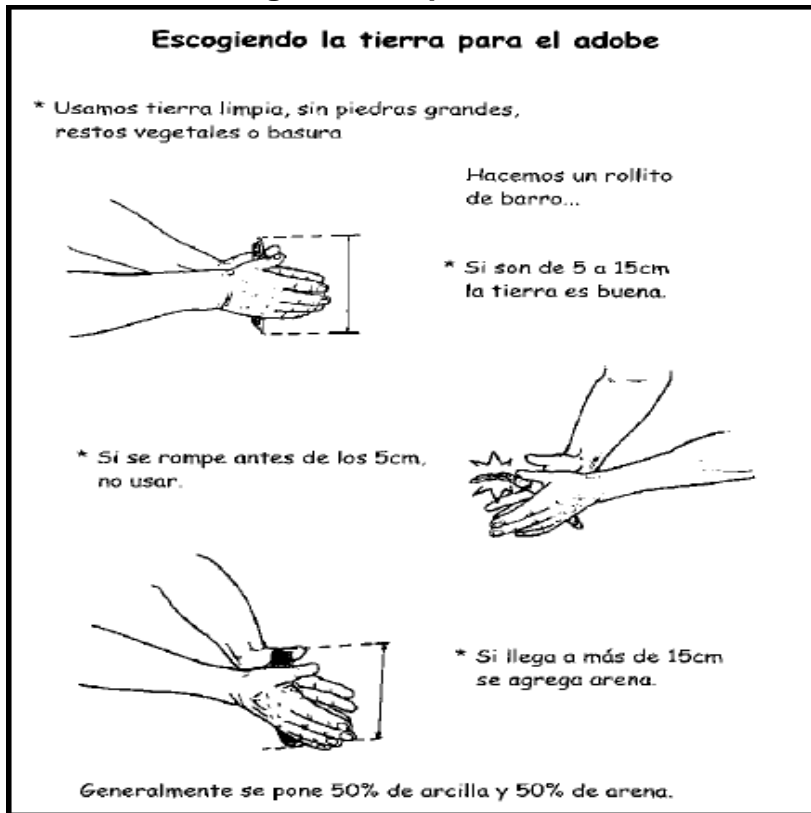 Escogiendo la tierra para el adobe
* Usamos tierra limpia, sin piedras grandes,
restos vegetales o basura
Hacemos un rollito
de barro...
* Si son de 5 a 15cm
la tierra es buena.
* Si se rompe antes de los 5cm,
no usar.
* Si llega a más de 15cm
se agrega arena.
Generalmente se pone 50% de arcilla y 50% de arena.